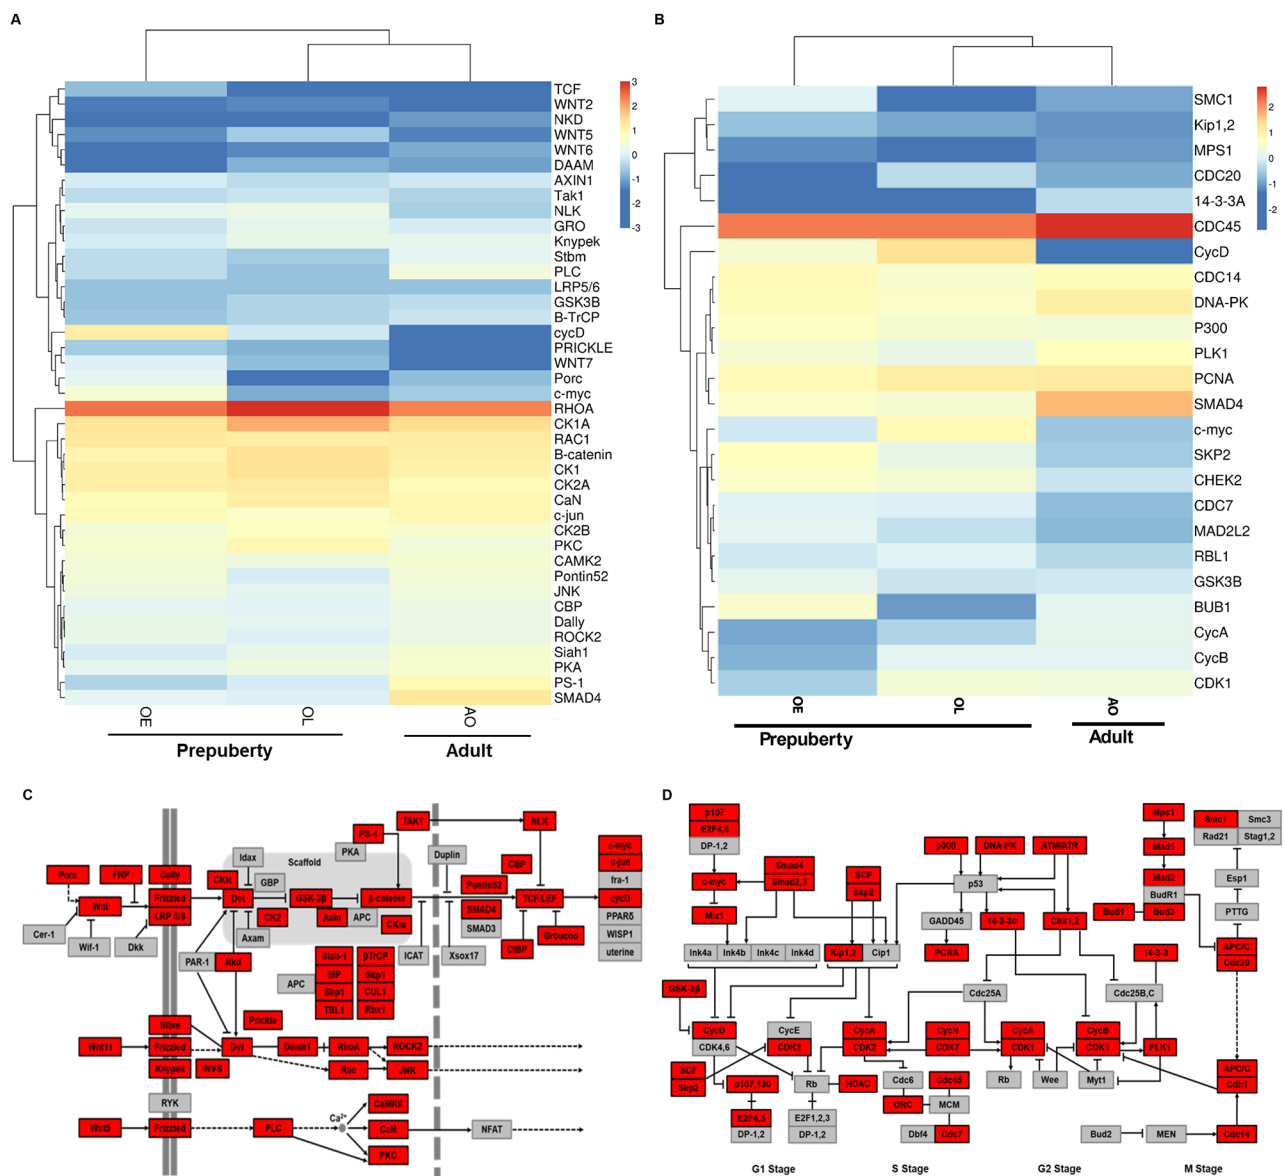 A
TCF
WNT2
NKD
WNT5
WNT6
DAAM
AXIN1
Tak1
NLK
GRO
Knypek
Stbm
PLC
LRP5/6
GSK3B
B-TrCP
cycD
PRICKLE
WNT7
Porc
c-myc
RHOA
CK1A
RAC1
B-catenin
CK1
CK2A
CaN
c-jun
CK2B
PKC
CAMK2
Pontin52
JNK
CBP
Dally
ROCK2
Siah1
PKA
PS-1
SMAD4
3
2
1
0
-1
-2
-3
OE
OL
AO
Prepuberty
Adult
B
SMC1
Kip1,2
MPS1
CDC20
14-3-3A
CDC45
CycD
CDC14
DNA-PK
P300
PLK1
PCNA
SMAD4
c-myc
SKP2
CHEK2
CDC7
MAD2L2
RBL1
GSK3B
BUB1
CycA
CycB
CDK1
2
1
0
-1
-2
OE
OL
AO
Prepuberty
Adult
C
Porc
FRP
Dally
Wnt
Frizzled
LRP 5/6
Cer-1
Wif-1
Dkk
Idax
Scaffold
CKIε
GBP
Dvl
GSK-3β
β-catenin
CK2
Axin
APC
CKIα
Axam
PAR-1
Nkd
PS-1
PKA
TAK1
NLK
Duplin
CBP
Pontin52
SMAD4
SMAD3
TCF/LEF
CtBP
Groucho
ICAT
Xsox17
c-myc
c-jun
fra-1
cycD
PPARδ
WISP1
uterine
APC
Siah-1
SIP
Skp1
TBL1
βTrCP
Skp1
CUL1
Rbx1
Stbm
Prickle
Wnt11
Frizzled
Dvl
Daam1
RhoA
ROCK2
Knypek
INVS
Rac
JNK
RYK
Wnt5
Frizzled
PLC
Ca2+
CaMKII
CaN
PKC
NFAT
D
p107
E2F4,5
DP-1,2
c-myc
Miz1
Smad4
Smad2,3
SCF
Skp2
p300
DNA-PK
ATM/ATR
p53
GADD45
14-3-3σ
Chk1,2
PCNA
Mps1
Mad1
Mad2
BudR1
Bud1
Bud3
Smc1
Smc3
Rad21
Stag1,2
Esp1
PTTG
APC/C
Cdc20
Ink4a
Ink4b
Ink4c
Ink4d
Kip1,2
Cip1
14-3-3
GSK-3β
Cdc25A
Cdc25B,C
CycD
CDK4,6
CycE
CDK2
CycA
CDK2
CycH
CDK7
CycA
CDK1
CycB
CDK1
PLK1
SCF
Skp2
p107,130
Rb
HDAC
Cdc6
Cdc45
Rb
Wee
Myt1
APC/C
Cdh1
E2F4,5
DP-1,2
E2F1,2,3
DP-1,2
ORC
MCM
Dbf4
Cdc7
Bud2
MEN
Cdc14
G1 Stage
S Stage
G2 Stage
M Stage